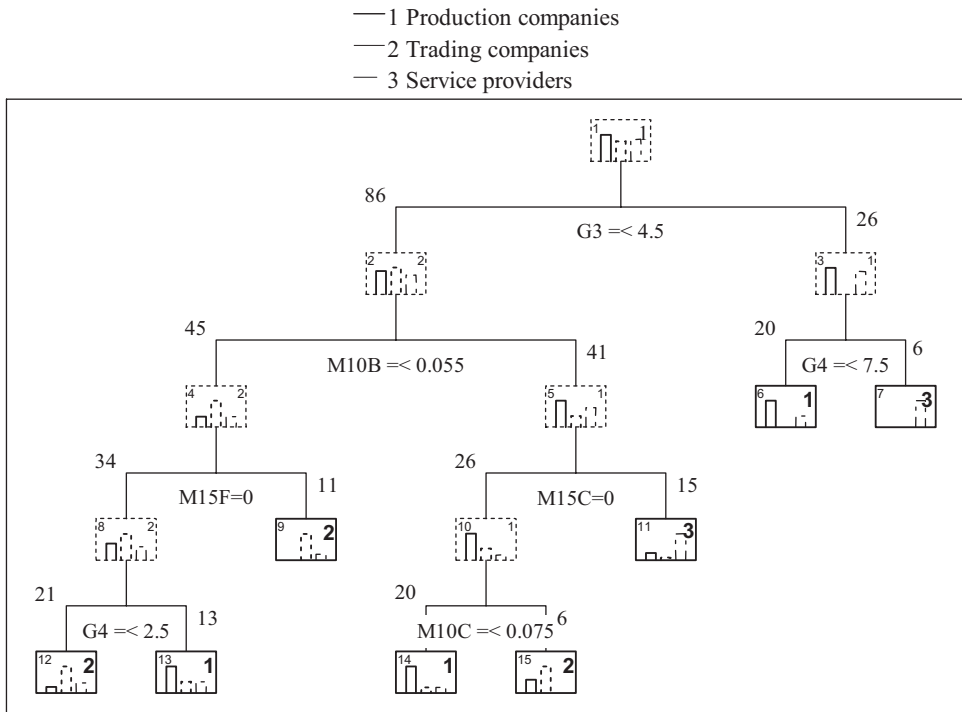 1 Production companies
2 Trading companies
3 Service providers
1 1
86 26
G3 =< 4.5
2 2 3 1
45 41 20 6
M10B =< 0.055 G4 =< 7.5
4 2 5 1 6 1 7 3
34 11 26 15
M15F=0 M15C=0
8 2 9 2 10 1 11 3
21 13 20 6
G4 =< 2.5 M10C =< 0.075
12 2 13 1 14 1 15 2